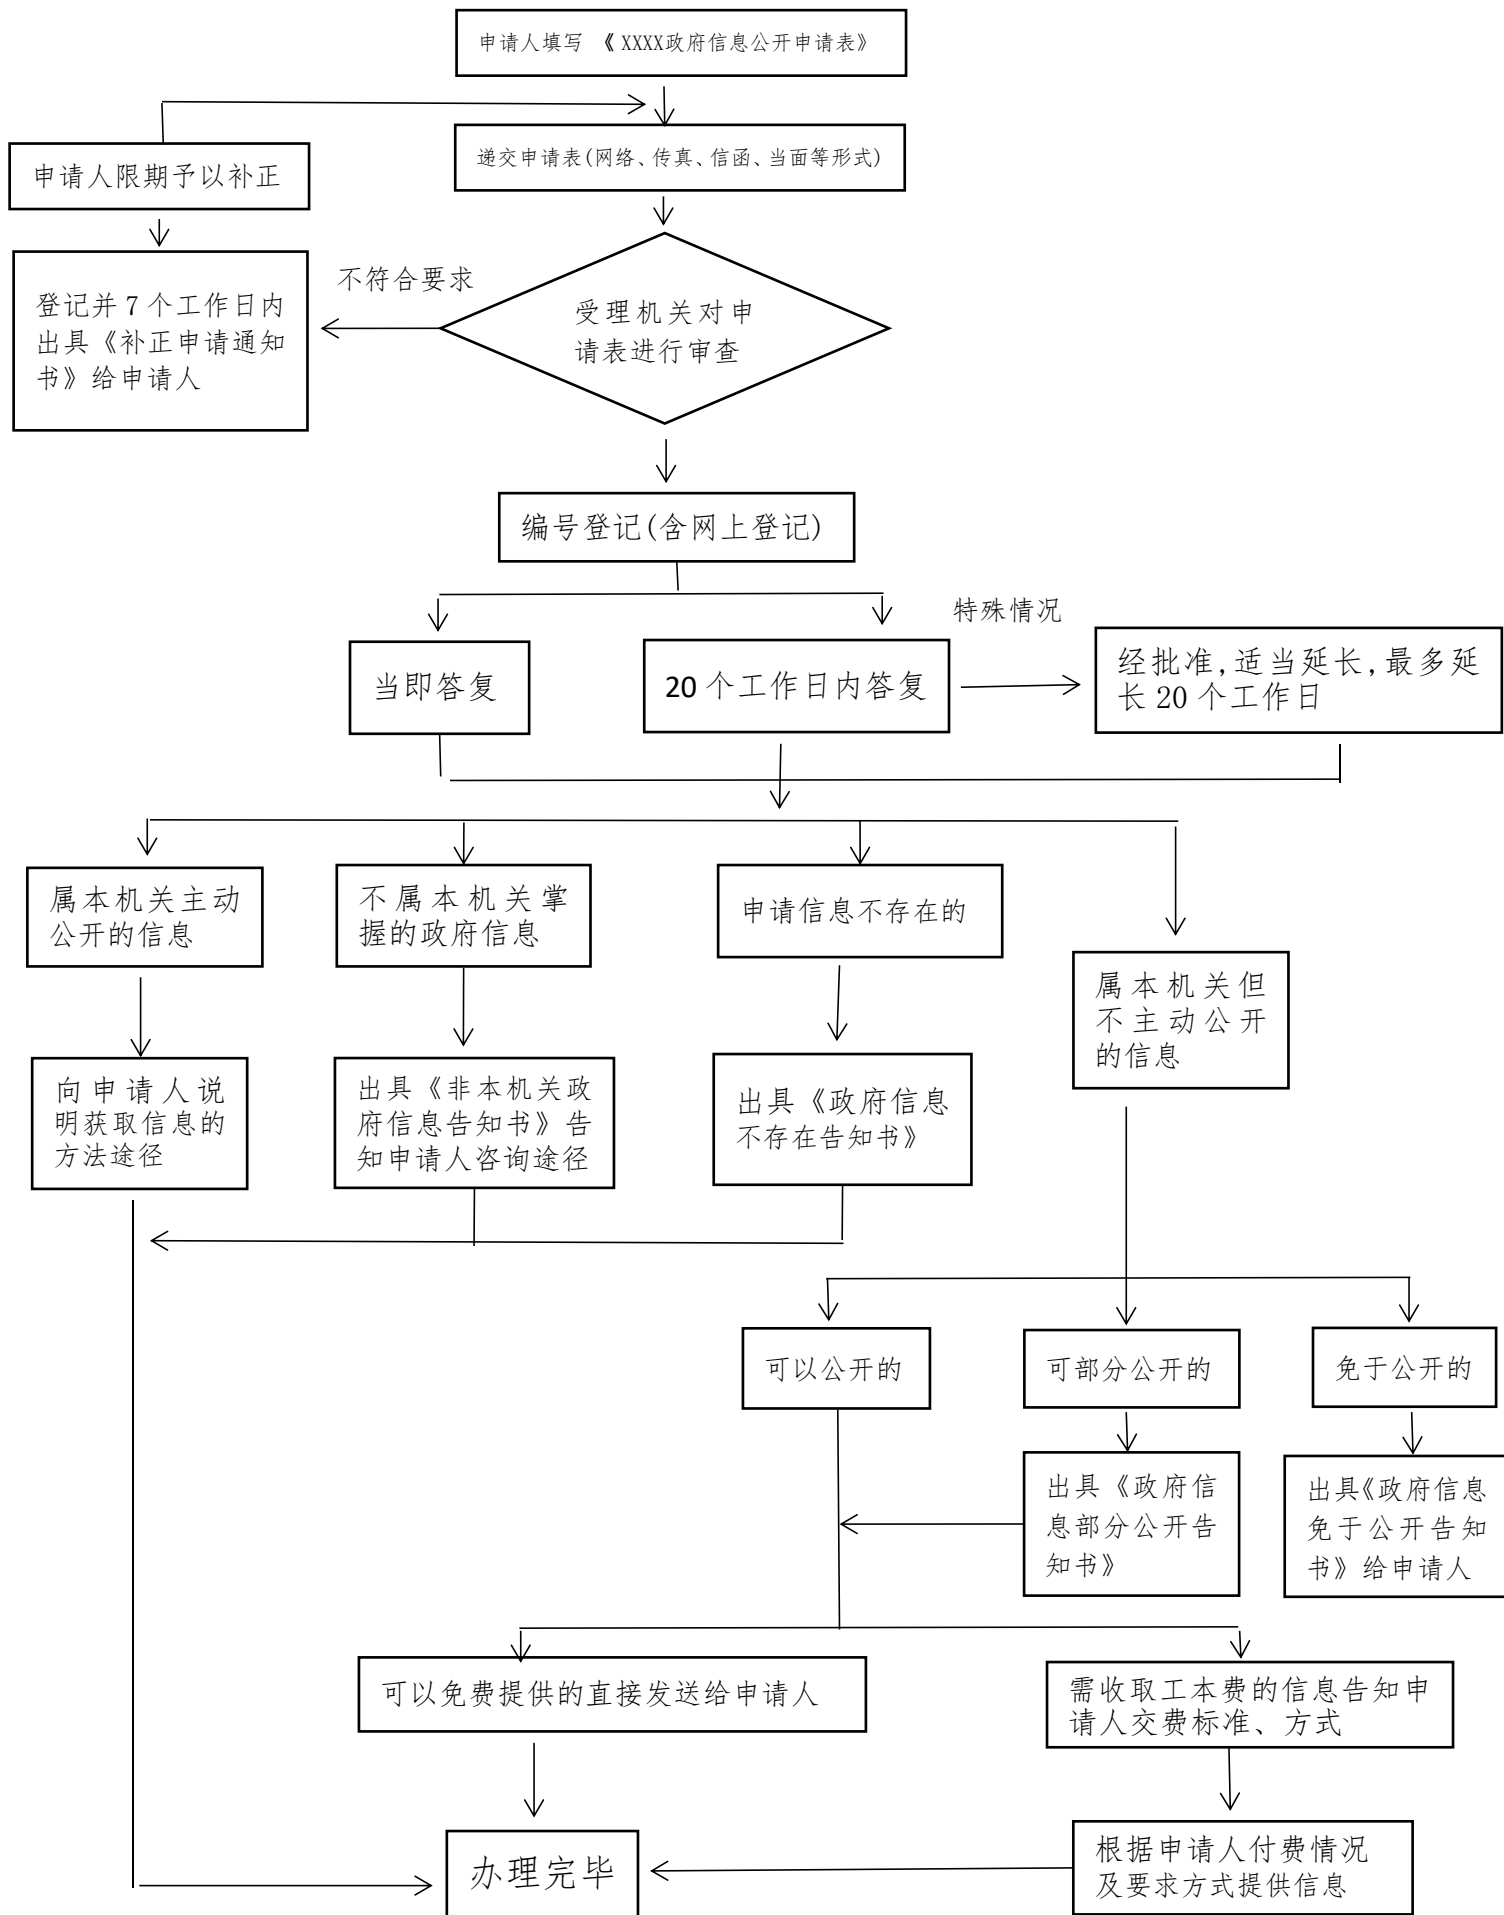 申请人填写 《 XXXX政府信息公开申请表》
递交申请表(网络、传真、信函、当面等形式)
申请人限期予以补正
不符合要求
登记并 7 个工作日内
出具《补正申请通知
书》给申请人
受理机关对申
请表进行审查
编号登记(含网上登记)
特殊情况
当即答复
20 个工作日内答复
经批准,适当延长,最多延
长 20 个工作日
属本机关主动
公开的信息
不属本机关掌
握的政府信息
申请信息不存在的
属本机关但
不主动公开
的信息
向申请人说
明获取信息的
方法途径
出具《非本机关政
府信息告知书》告
知申请人咨询途径
出具《政府信息
不存在告知书》
可以公开的
可部分公开的
免于公开的
出具《政府信
息部分公开告
知书》
出具《政府信息
免于公开告知
书》给申请人
可以免费提供的直接发送给申请人
需收取工本费的信息告知申
请人交费标准、方式
办理完毕
根据申请人付费情况
及要求方式提供信息